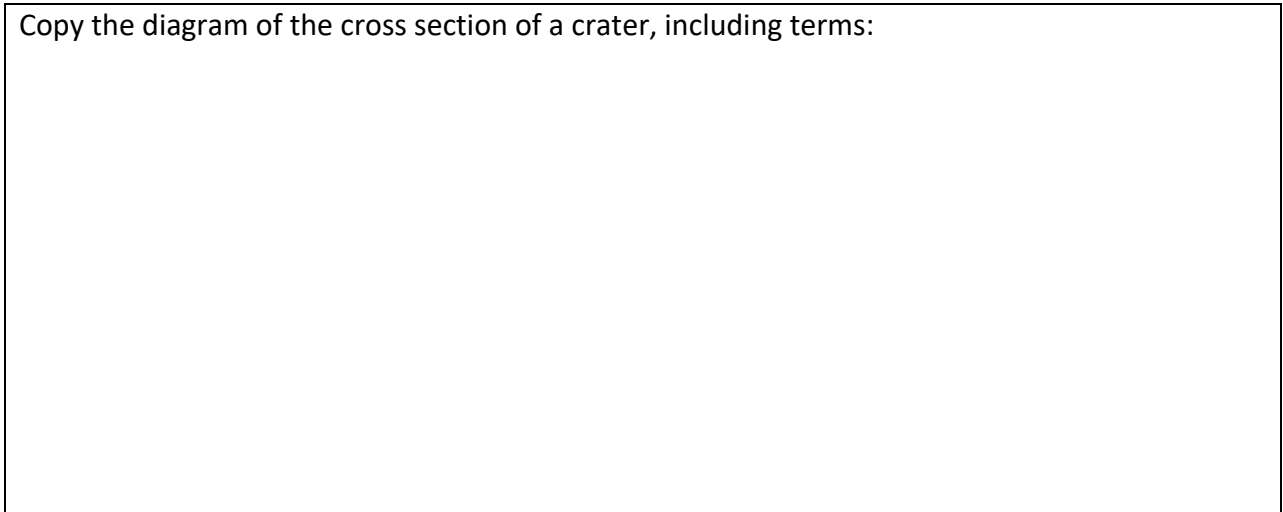 Copy the diagram of the cross section of a crater, including terms: